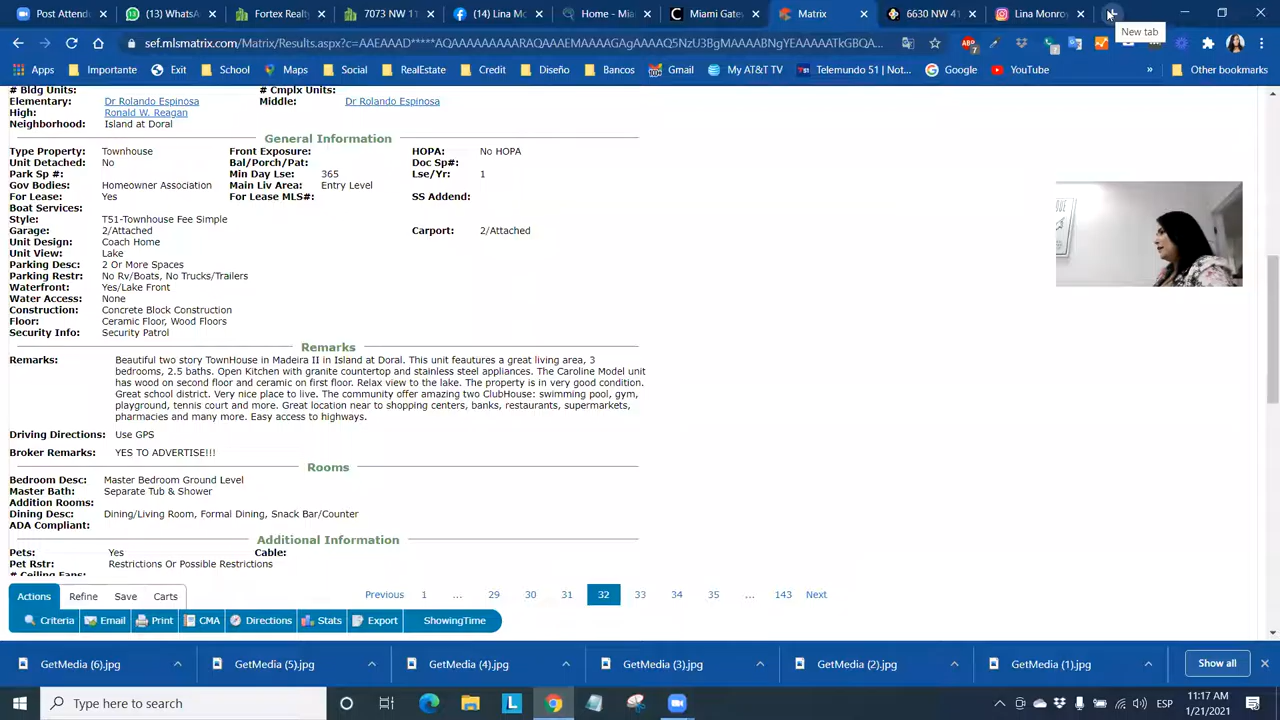 Post Attend (13) WhatsA Fortex Realty 7073 NW 11 (14) Lina Mo Home - Mia Miami Gatew Matrix 6630 NW 41 Lina Monroy
New tab
sef.mlsmatrix.com/Matrix/Results.aspx?c=AAEAAAD*****AQAAAAAAAAAARAQAAAEMAAAAGAgAAAAQ5NzU3BgMAAAABNgYEAAAAATkGBQA...
Apps Importante Exit School Maps Social RealEstate Credit Diseño Bancos Gmail My AT&T TV Telemundo 51 | Not... Google YouTube » Other bookmarks
# Bldg Units: # Cmplx Units:
Elementary: Dr Rolando Espinosa Middle: Dr Rolando Espinosa
High: Ronald W. Reagan
Neighborhood: Island at Doral
General Information
Type Property: Townhouse Front Exposure: HOPA: No HOPA
Unit Detached: No Bal/Porch/Pat: Doc Sp#:
Park Sp #: Min Day Lse: 365 Lse/Yr: 1
Gov Bodies: Homeowner Association Main Liv Area: Entry Level
For Lease: Yes For Lease MLS#: SS Addend:
Boat Services:
Style: T51-Townhouse Fee Simple
Garage: 2/Attached Carport: 2/Attached
Unit Design: Coach Home
Unit View: Lake
Parking Desc: 2 Or More Spaces
Parking Restr: No Rv/Boats, No Trucks/Trailers
Waterfront: Yes/Lake Front
Water Access: None
Construction: Concrete Block Construction
Floor: Ceramic Floor, Wood Floors
Security Info: Security Patrol
Remarks
Remarks: Beautiful two story TownHouse in Madeira II in Island at Doral. This unit feautures a great living area, 3
bedrooms, 2.5 baths. Open Kitchen with granite countertop and stainless steel appliances. The Caroline Model unit
has wood on second floor and ceramic on first floor. Relax view to the lake. The property is in very good condition.
Great school district. Very nice place to live. The community offer amazing two ClubHouse: swimming pool, gym,
playground, tennis court and more. Great location near to shopping centers, banks, restaurants, supermarkets,
pharmacies and many more. Easy access to highways.
Driving Directions: Use GPS
Broker Remarks: YES TO ADVERTISE!!!
Rooms
Bedroom Desc: Master Bedroom Ground Level
Master Bath: Separate Tub & Shower
Addition Rooms:
Dining Desc: Dining/Living Room, Formal Dining, Snack Bar/Counter
ADA Compliant:
Additional Information
Pets: Yes Cable:
Pet Rstr: Restrictions Or Possible Restrictions
# Ceiling Fans:
Actions Refine Save Carts Previous 1 ... 29 30 31 32 33 34 35 ... 143 Next
Criteria Email Print CMA Directions Stats Export ShowingTime
GetMedia (6).jpg GetMedia (5).jpg GetMedia (4).jpg GetMedia (3).jpg GetMedia (2).jpg GetMedia (1).jpg Show all
Type here to search
ESP
11:17 AM
1/21/2021